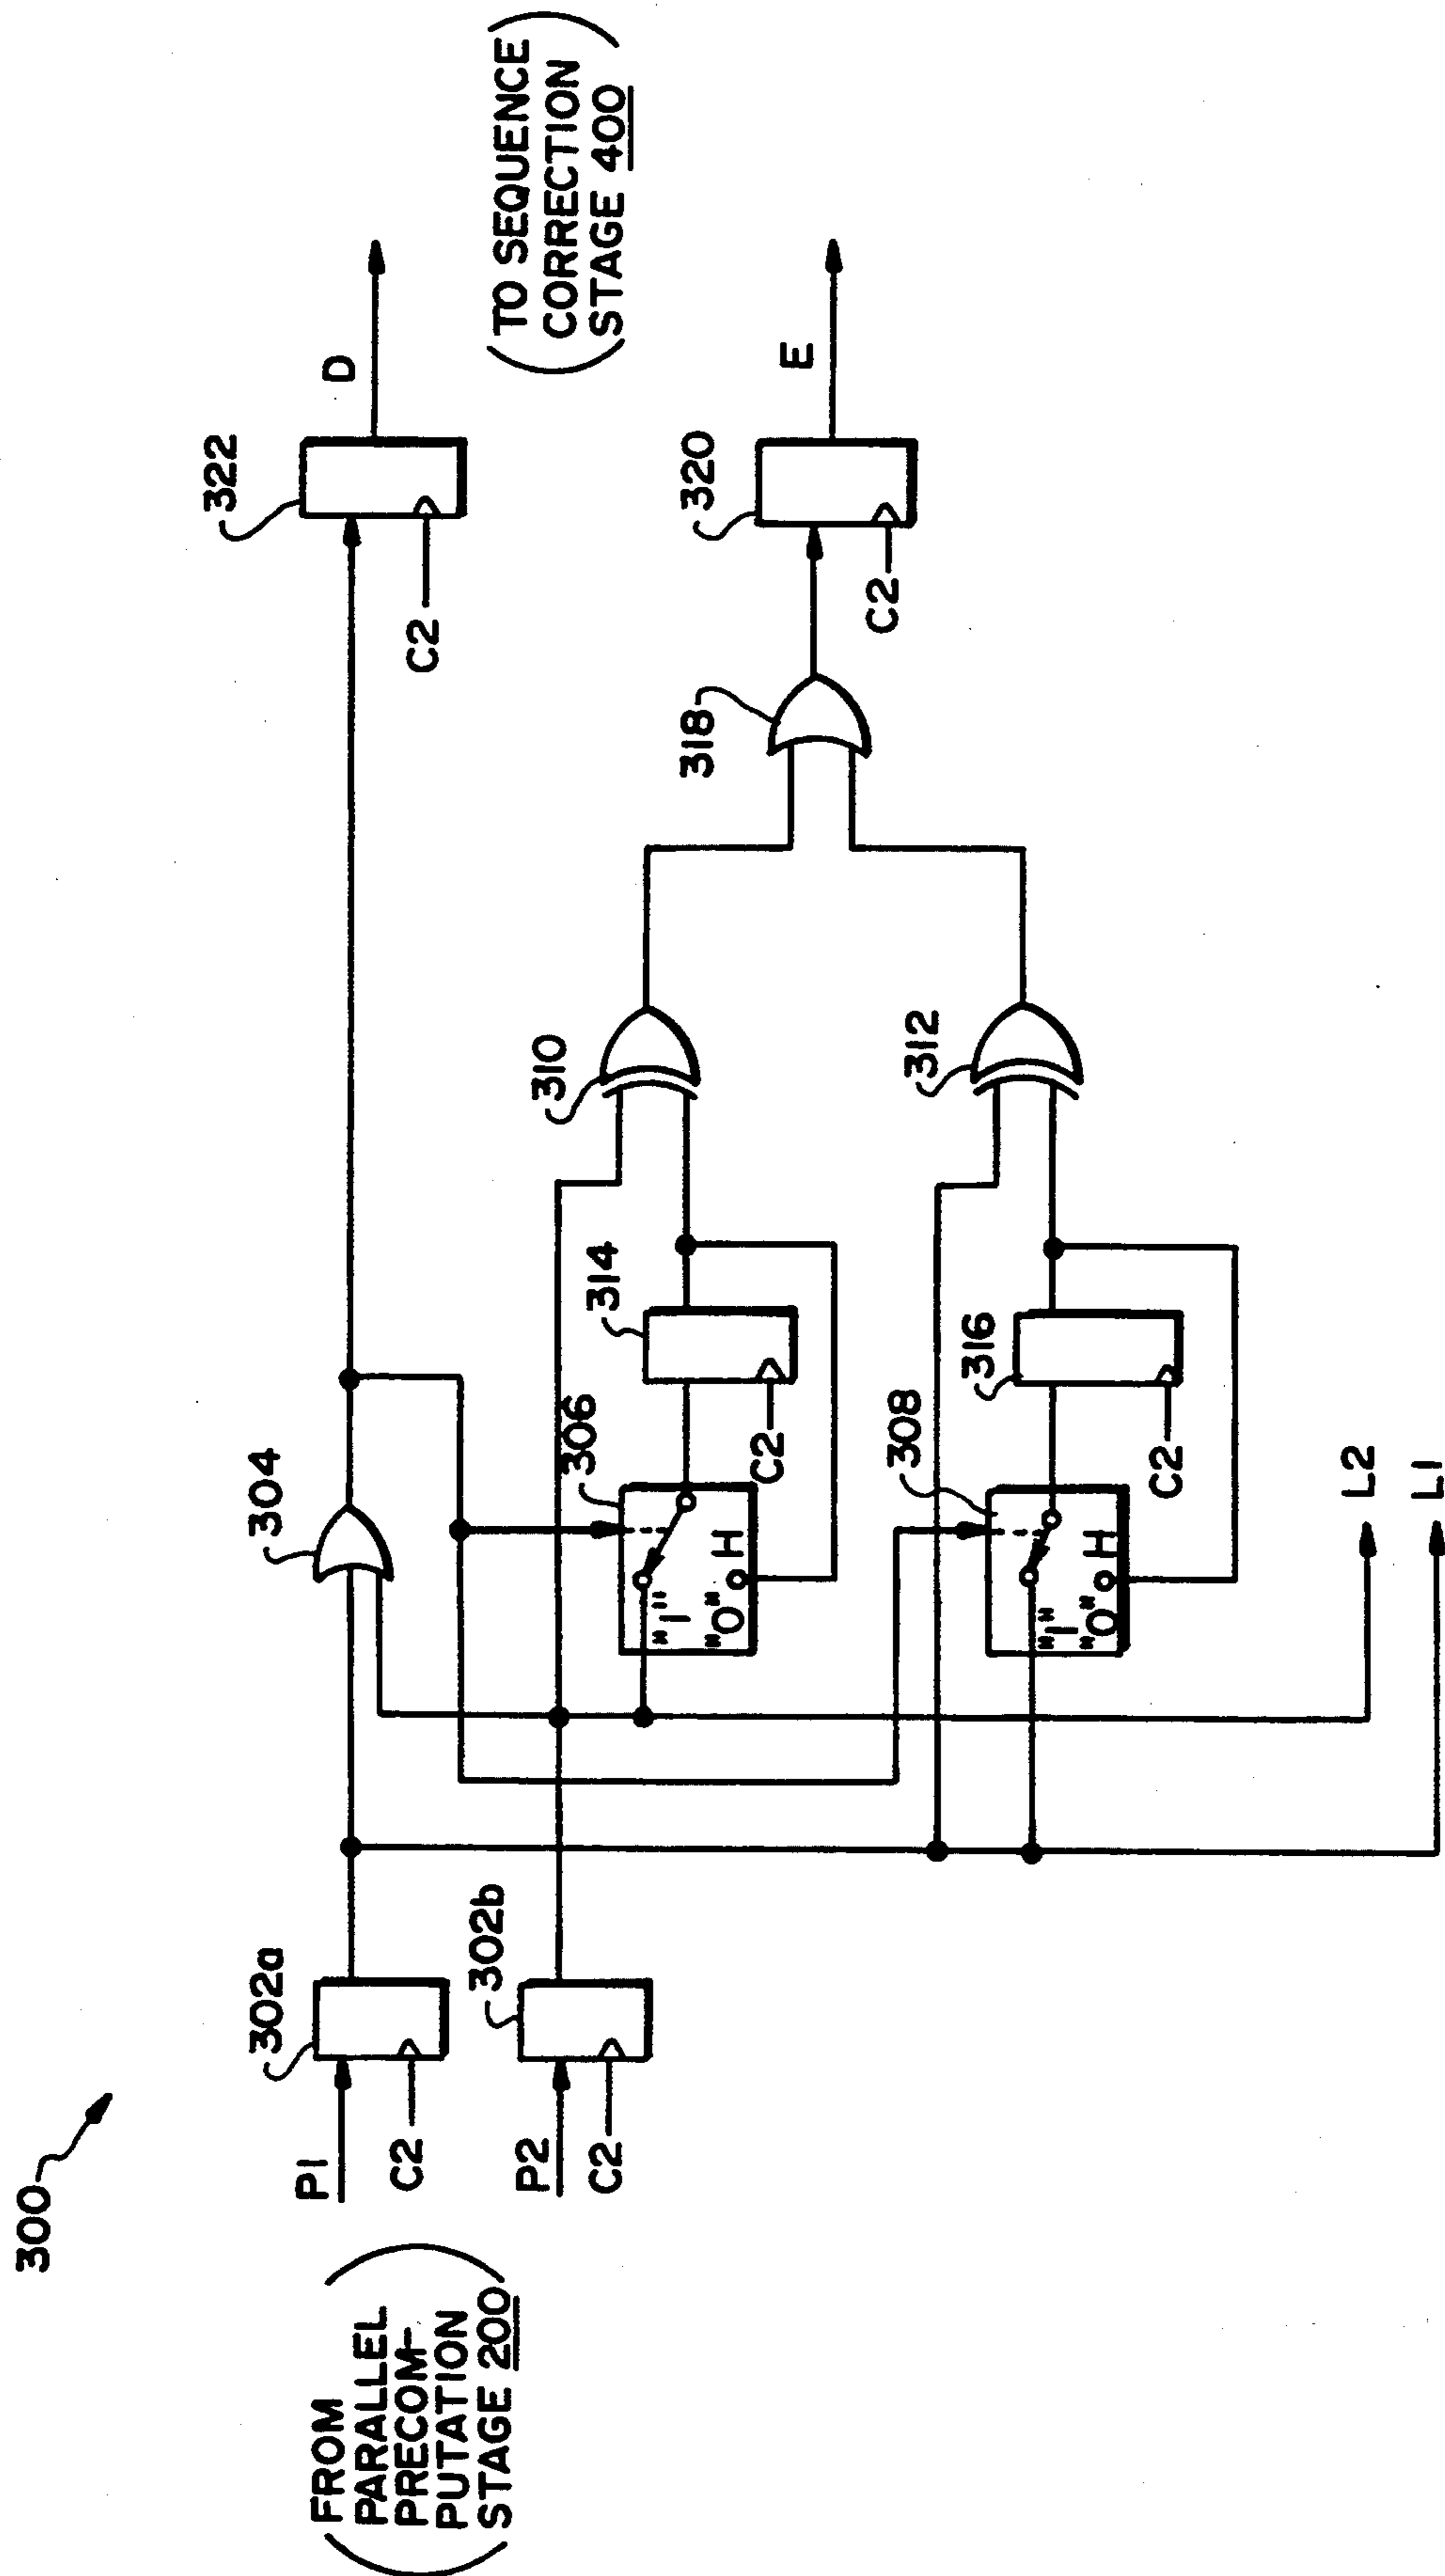 300
(FROM
PARALLEL
PRECOM-
PUTATION
STAGE 200)
P1
C2
302a
P2
C2
302b
304
306
"1"
"0" H
C2
314
310
308
"1"
"0" H
C2
316
312
L2
L1
318
C2
322
D
C2
320
E
(TO SEQUENCE
CORRECTION
STAGE 400)